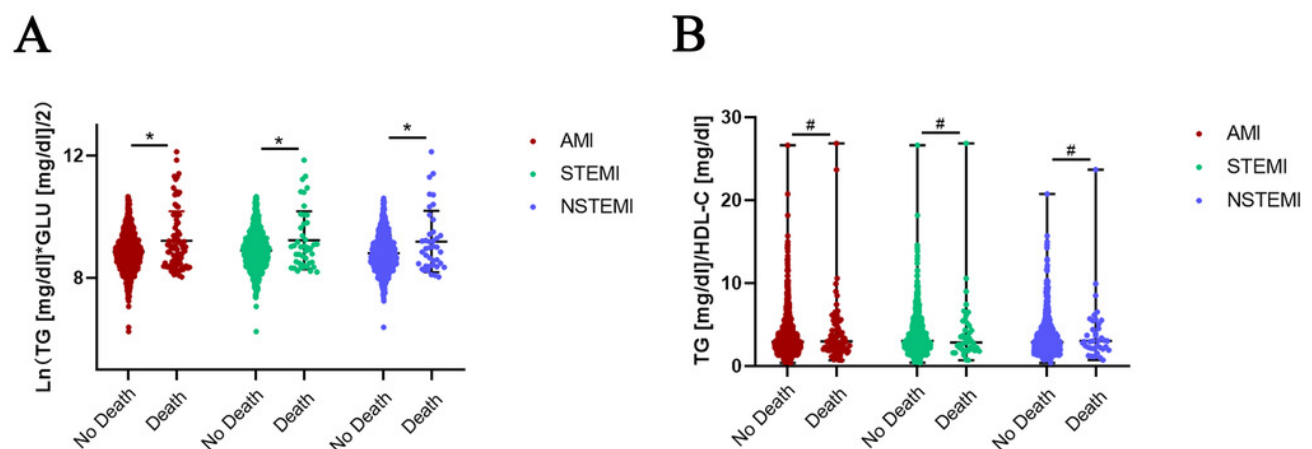 A
Ln（TG [mg/dl]*GLU [mg/dl]/2)
12
8
*
*
*
No Death
Death
No Death
Death
No Death
Death
AMI
STEMI
NSTEMI
B
TG [mg/dl]/HDL-C [mg/dl]
30
20
10
0
#
#
#
No Death
Death
No Death
Death
No Death
Death
AMI
STEMI
NSTEMI